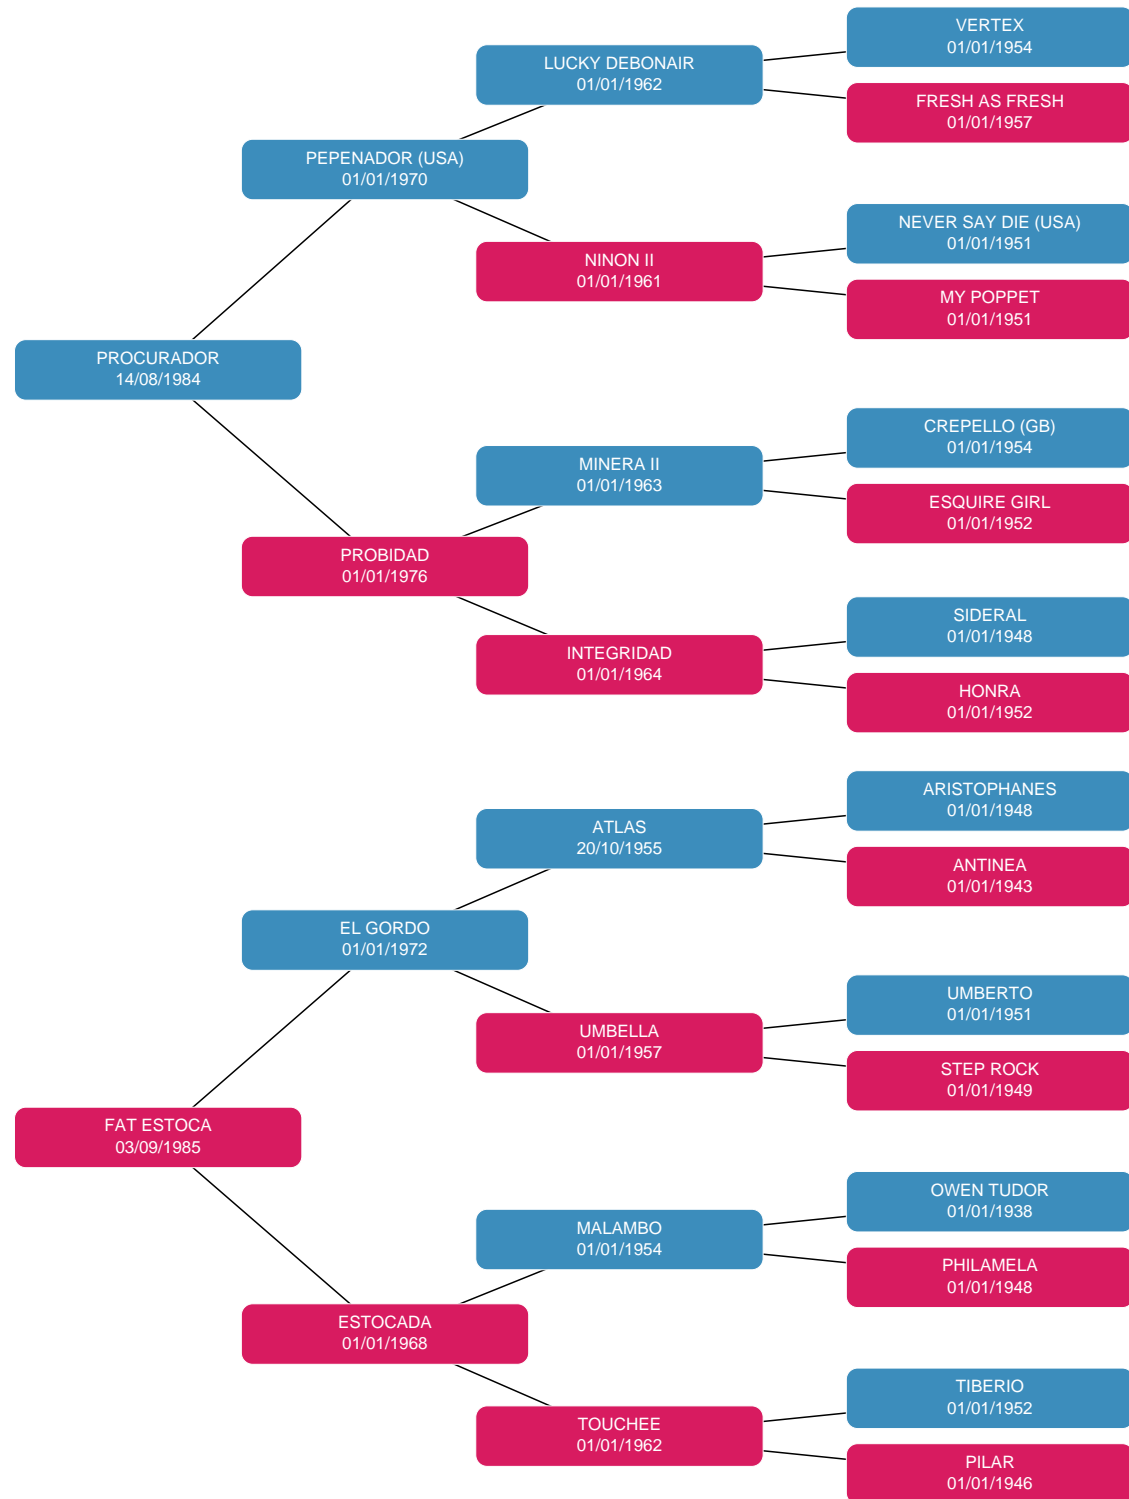 VERTEX
01/01/1954
LUCKY DEBONAIR
01/01/1962
FRESH AS FRESH
01/01/1957
PEPENADOR (USA)
01/01/1970
NEVER SAY DIE (USA)
01/01/1951
NINON II
01/01/1961
MY POPPET
01/01/1951
PROCURADOR
14/08/1984
CREPELLO (GB)
01/01/1954
MINERA II
01/01/1963
ESQUIRE GIRL
01/01/1952
PROBIDAD
01/01/1976
SIDERAL
01/01/1948
INTEGRIDAD
01/01/1964
HONRA
01/01/1952
ARISTOPHANES
01/01/1948
ATLAS
20/10/1955
ANTINEA
01/01/1943
EL GORDO
01/01/1972
UMBERTO
01/01/1951
UMBELLA
01/01/1957
STEP ROCK
01/01/1949
FAT ESTOCA
03/09/1985
OWEN TUDOR
01/01/1938
MALAMBO
01/01/1954
PHILAMELA
01/01/1948
ESTOCADA
01/01/1968
TIBERIO
01/01/1952
TOUCHEE
01/01/1962
PILAR
01/01/1946